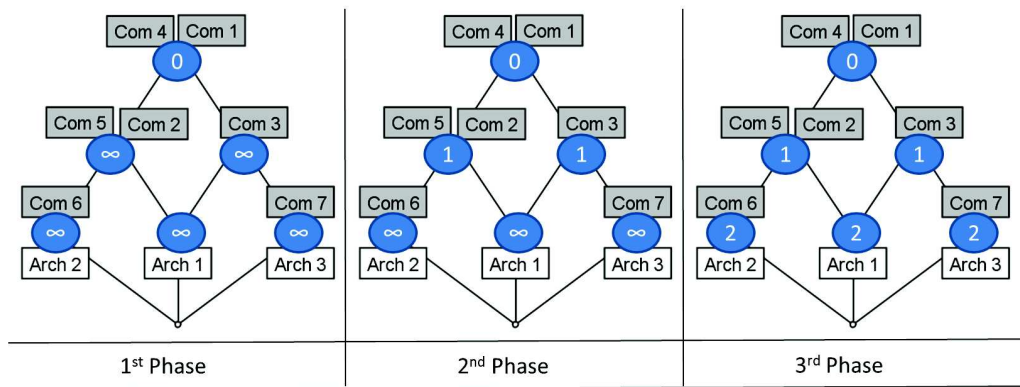 Com 4 Com 1
0
Com 5 Com 2 Com 3
∞ ∞
Com 6 Com 7
∞ ∞ ∞
Arch 2 Arch 1 Arch 3
1st Phase
Com 4 Com 1
0
Com 5 Com 2 Com 3
1 1
Com 6 Com 7
∞ ∞ ∞
Arch 2 Arch 1 Arch 3
2nd Phase
Com 4 Com 1
0
Com 5 Com 2 Com 3
1 1
Com 6 Com 7
2 2 2
Arch 2 Arch 1 Arch 3
3rd Phase